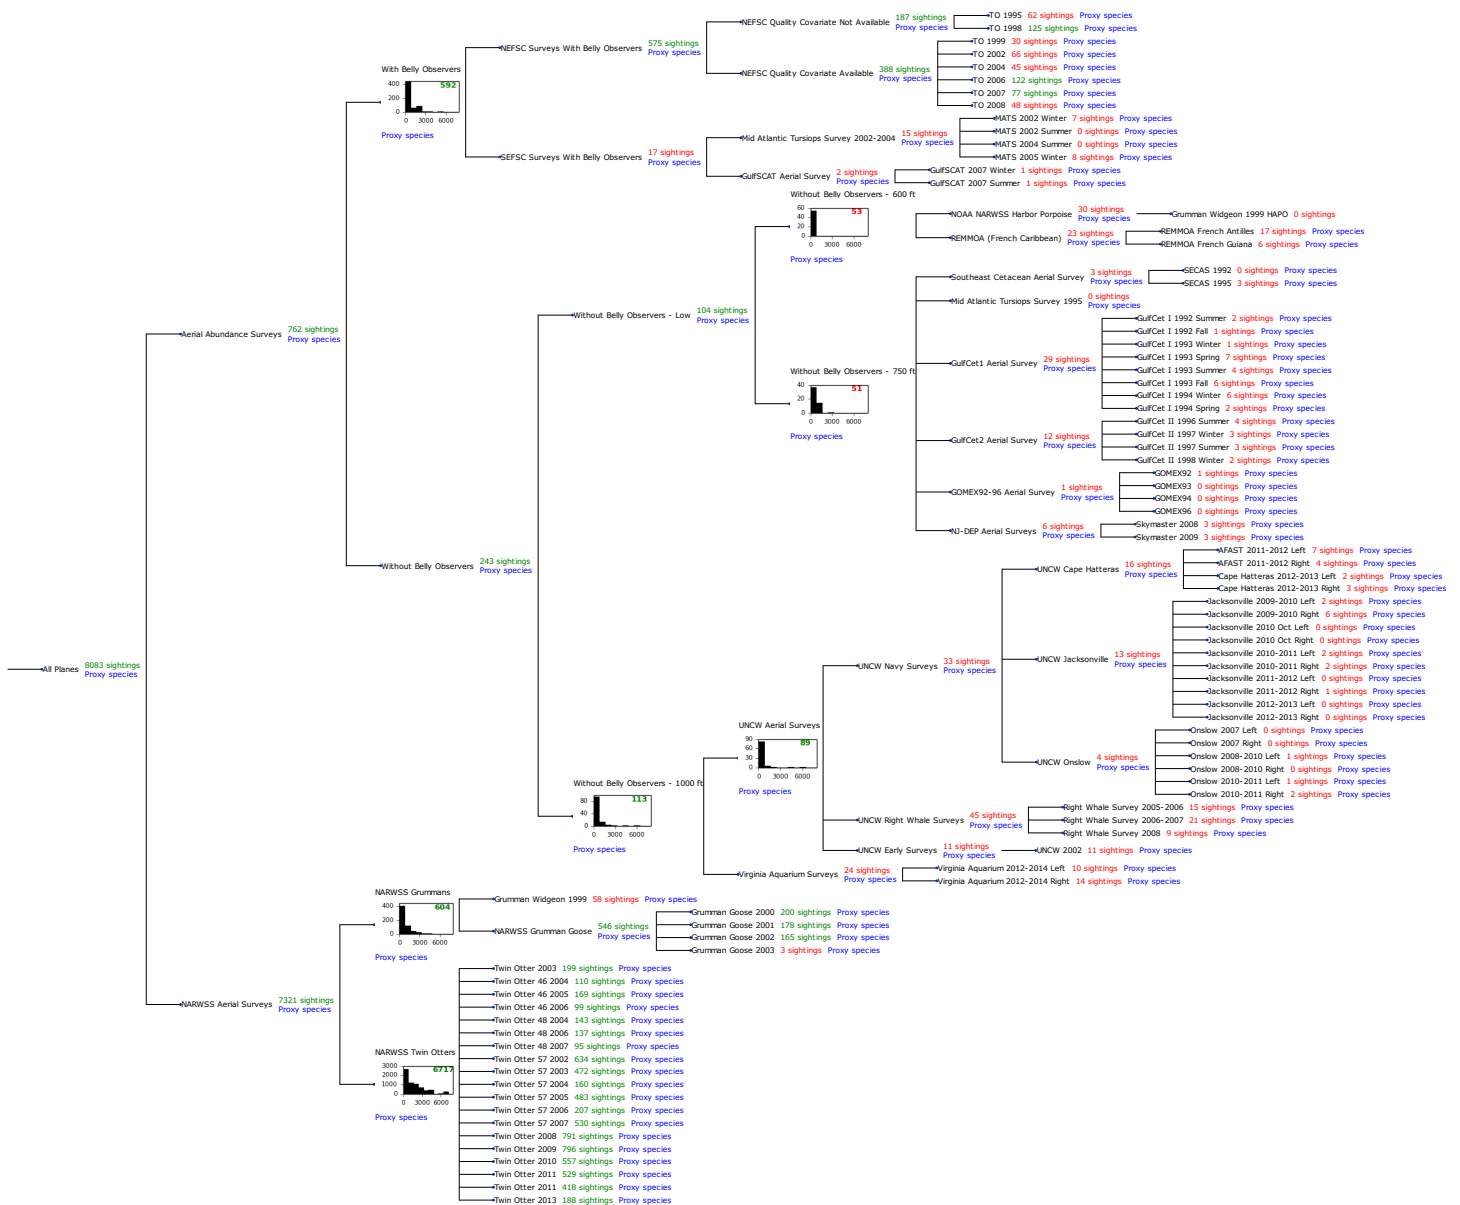 All Planes 8083 sightings
Proxy species
Aerial Abundance Surveys 762 sightings
Proxy species
With Belly Observers
592
400
200
0
0 3000 6000
Proxy species
NEFSC Surveys With Belly Observers 575 sightings
Proxy species
NEFSC Quality Covariate Not Available 187 sightings
Proxy species
TO 1995 62 sightings Proxy species
TO 1998 125 sightings Proxy species
NEFSC Quality Covariate Available 388 sightings
Proxy species
TO 1999 30 sightings Proxy species
TO 2002 66 sightings Proxy species
TO 2004 45 sightings Proxy species
TO 2006 122 sightings Proxy species
TO 2007 77 sightings Proxy species
TO 2008 48 sightings Proxy species
SEFSC Surveys With Belly Observers 17 sightings
Proxy species
Mid Atlantic Tursiops Survey 2002-2004 15 sightings
Proxy species
MATS 2002 Winter 7 sightings Proxy species
MATS 2002 Summer 0 sightings Proxy species
MATS 2004 Summer 0 sightings Proxy species
MATS 2005 Winter 8 sightings Proxy species
GulfSCAT Aerial Survey 2 sightings
Proxy species
GulfSCAT 2007 Winter 1 sightings Proxy species
GulfSCAT 2007 Summer 1 sightings Proxy species
Without Belly Observers 243 sightings
Proxy species
Without Belly Observers - Low 104 sightings
Proxy species
Without Belly Observers - 600 ft
53
60
40
20
0
0 3000 6000
Proxy species
NOAA NARWSS Harbor Porpoise 30 sightings
Proxy species
Grumman Widgeon 1999 HAPO 0 sightings
REMMOA (French Caribbean) 23 sightings
Proxy species
REMMOA French Antilles 17 sightings Proxy species
REMMOA French Guiana 6 sightings Proxy species
Without Belly Observers - 750 ft
51
40
20
0
0 3000 6000
Proxy species
Southeast Cetacean Aerial Survey 3 sightings
Proxy species
SECAS 1992 0 sightings Proxy species
SECAS 1995 3 sightings Proxy species
Mid Atlantic Tursiops Survey 1995 0 sightings
Proxy species
GulfCet1 Aerial Survey 29 sightings
Proxy species
GulfCet I 1992 Summer 2 sightings Proxy species
GulfCet I 1992 Fall 1 sightings Proxy species
GulfCet I 1993 Winter 1 sightings Proxy species
GulfCet I 1993 Spring 7 sightings Proxy species
GulfCet I 1993 Summer 4 sightings Proxy species
GulfCet I 1993 Fall 6 sightings Proxy species
GulfCet I 1994 Winter 6 sightings Proxy species
GulfCet I 1994 Spring 2 sightings Proxy species
GulfCet2 Aerial Survey 12 sightings
Proxy species
GulfCet II 1996 Summer 4 sightings Proxy species
GulfCet II 1997 Winter 3 sightings Proxy species
GulfCet II 1997 Summer 3 sightings Proxy species
GulfCet II 1998 Winter 2 sightings Proxy species
GOMEX92-96 Aerial Survey 1 sightings
Proxy species
GOMEX92 1 sightings Proxy species
GOMEX93 0 sightings Proxy species
GOMEX94 0 sightings Proxy species
GOMEX96 0 sightings Proxy species
NJ-DEP Aerial Surveys 6 sightings
Proxy species
Skymaster 2008 3 sightings Proxy species
Skymaster 2009 3 sightings Proxy species
Without Belly Observers - 1000 ft
113
80
40
0
0 3000 6000
Proxy species
UNCW Aerial Surveys
89
90
60
30
0
0 3000 6000
Proxy species
UNCW Navy Surveys 33 sightings
Proxy species
UNCW Cape Hatteras 16 sightings
Proxy species
AFAST 2011-2012 Left 7 sightings Proxy species
AFAST 2011-2012 Right 4 sightings Proxy species
Cape Hatteras 2012-2013 Left 2 sightings Proxy species
Cape Hatteras 2012-2013 Right 3 sightings Proxy species
UNCW Jacksonville 13 sightings
Proxy species
Jacksonville 2009-2010 Left 2 sightings Proxy species
Jacksonville 2009-2010 Right 6 sightings Proxy species
Jacksonville 2010 Oct Left 0 sightings Proxy species
Jacksonville 2010 Oct Right 0 sightings Proxy species
Jacksonville 2010-2011 Left 2 sightings Proxy species
Jacksonville 2010-2011 Right 2 sightings Proxy species
Jacksonville 2011-2012 Left 0 sightings Proxy species
Jacksonville 2011-2012 Right 1 sightings Proxy species
Jacksonville 2012-2013 Left 0 sightings Proxy species
Jacksonville 2012-2013 Right 0 sightings Proxy species
UNCW Onslow 4 sightings
Proxy species
Onslow 2007 Left 0 sightings Proxy species
Onslow 2007 Right 0 sightings Proxy species
Onslow 2008-2010 Left 1 sightings Proxy species
Onslow 2008-2010 Right 0 sightings Proxy species
Onslow 2010-2011 Left 1 sightings Proxy species
Onslow 2010-2011 Right 2 sightings Proxy species
UNCW Right Whale Surveys 45 sightings
Proxy species
Right Whale Survey 2005-2006 15 sightings Proxy species
Right Whale Survey 2006-2007 21 sightings Proxy species
Right Whale Survey 2008 9 sightings Proxy species
UNCW Early Surveys 11 sightings
Proxy species
UNCW 2002 11 sightings Proxy species
Virginia Aquarium Surveys 24 sightings
Proxy species
Virginia Aquarium 2012-2014 Left 10 sightings Proxy species
Virginia Aquarium 2012-2014 Right 14 sightings Proxy species
NARWSS Aerial Surveys 7321 sightings
Proxy species
NARWSS Grummans
604
400
200
0
0 3000 6000
Proxy species
Grumman Widgeon 1999 58 sightings Proxy species
NARWSS Grumman Goose 546 sightings
Proxy species
Grumman Goose 2000 200 sightings Proxy species
Grumman Goose 2001 178 sightings Proxy species
Grumman Goose 2002 165 sightings Proxy species
Grumman Goose 2003 3 sightings Proxy species
NARWSS Twin Otters
6717
3000
2000
1000
0
0 3000 6000
Proxy species
Twin Otter 2003 199 sightings Proxy species
Twin Otter 46 2004 110 sightings Proxy species
Twin Otter 46 2005 169 sightings Proxy species
Twin Otter 46 2006 99 sightings Proxy species
Twin Otter 48 2004 143 sightings Proxy species
Twin Otter 48 2006 137 sightings Proxy species
Twin Otter 48 2007 95 sightings Proxy species
Twin Otter 57 2002 634 sightings Proxy species
Twin Otter 57 2003 472 sightings Proxy species
Twin Otter 57 2004 160 sightings Proxy species
Twin Otter 57 2005 483 sightings Proxy species
Twin Otter 57 2006 207 sightings Proxy species
Twin Otter 57 2007 530 sightings Proxy species
Twin Otter 2008 791 sightings Proxy species
Twin Otter 2009 796 sightings Proxy species
Twin Otter 2010 557 sightings Proxy species
Twin Otter 2011 529 sightings Proxy species
Twin Otter 2011 418 sightings Proxy species
Twin Otter 2013 188 sightings Proxy species